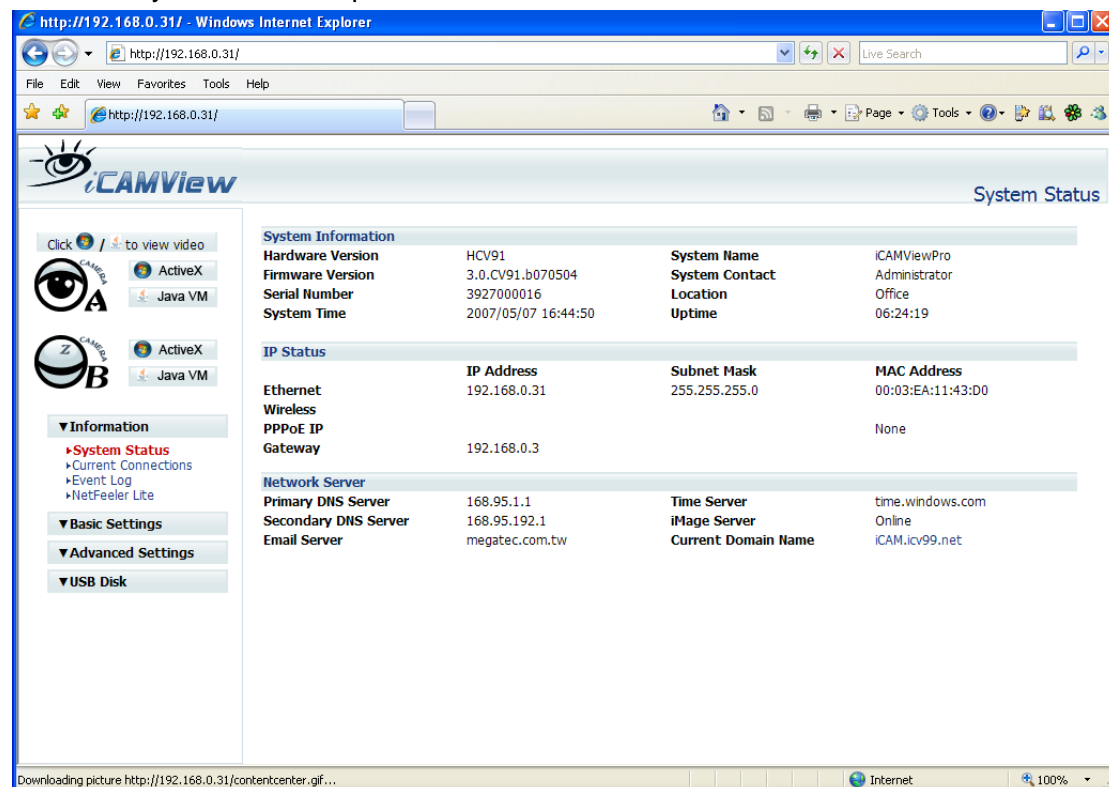 http://192.168.0.31/ - Windows Internet Explorer
http://192.168.0.31/ Live Search
File Edit View Favorites Tools Help
http://192.168.0.31/ Page Tools
iCAMView
System Status
Click / to view video
CAMERA A ActiveX
Java VM
CAMERA Z B ActiveX
Java VM
▼Information
System Status
Current Connections
Event Log
NetFeeler Lite
▼Basic Settings
▼Advanced Settings
▼USB Disk
System Information
Hardware Version HCV91 System Name iCAMViewPro
Firmware Version 3.0.CV91.b070504 System Contact Administrator
Serial Number 3927000016 Location Office
System Time 2007/05/07 16:44:50 Uptime 06:24:19
IP Status
IP Address Subnet Mask MAC Address
Ethernet 192.168.0.31 255.255.255.0 00:03:EA:11:43:D0
Wireless
PPPoE IP None
Gateway 192.168.0.3
Network Server
Primary DNS Server 168.95.1.1 Time Server time.windows.com
Secondary DNS Server 168.95.192.1 iMage Server Online
Email Server megatec.com.tw Current Domain Name iCAM.icv99.net
Downloading picture http://192.168.0.31/contentcenter.gif... Internet 100%